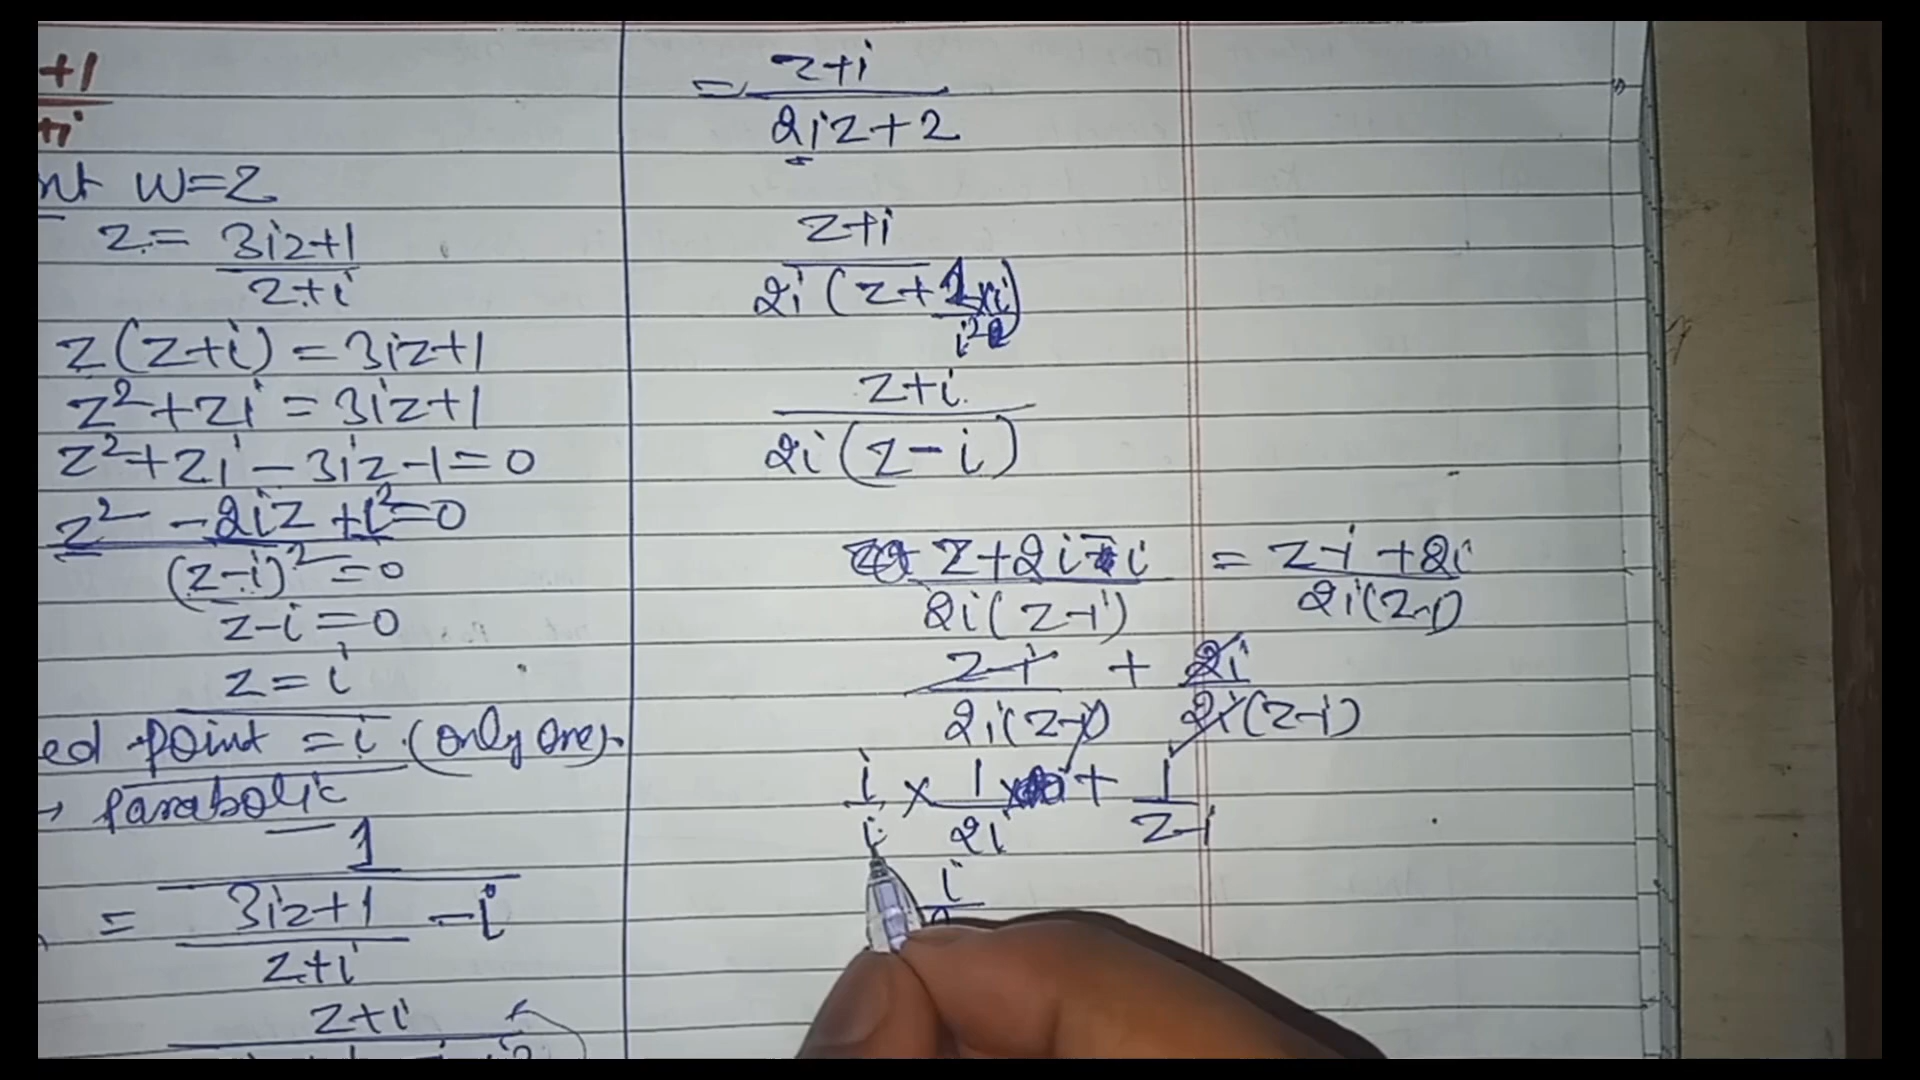 +1
+i
nt W=Z
z = 3iz+1
z+i
z(z+i) = 3iz+1
z²+zi = 3iz+1
z²+zi - 3iz-1=0
z² - 2iz + i²=0
(z-i)²=0
z-i=0
z=i
ed point = i (only one).
→ parabolic
1
= 3iz+1 - i
z+i
z+i
= z+i
2iz+2
z+i
2i(z+1×i)
i²
z+i
2i(z-i)
z+2i-i = z-i+2i
2i(z-i) 2i(z-i)
z-i + 2i
2i(z-i) 2i(z-i)
i × 1 + 1
i 2i z-i
i